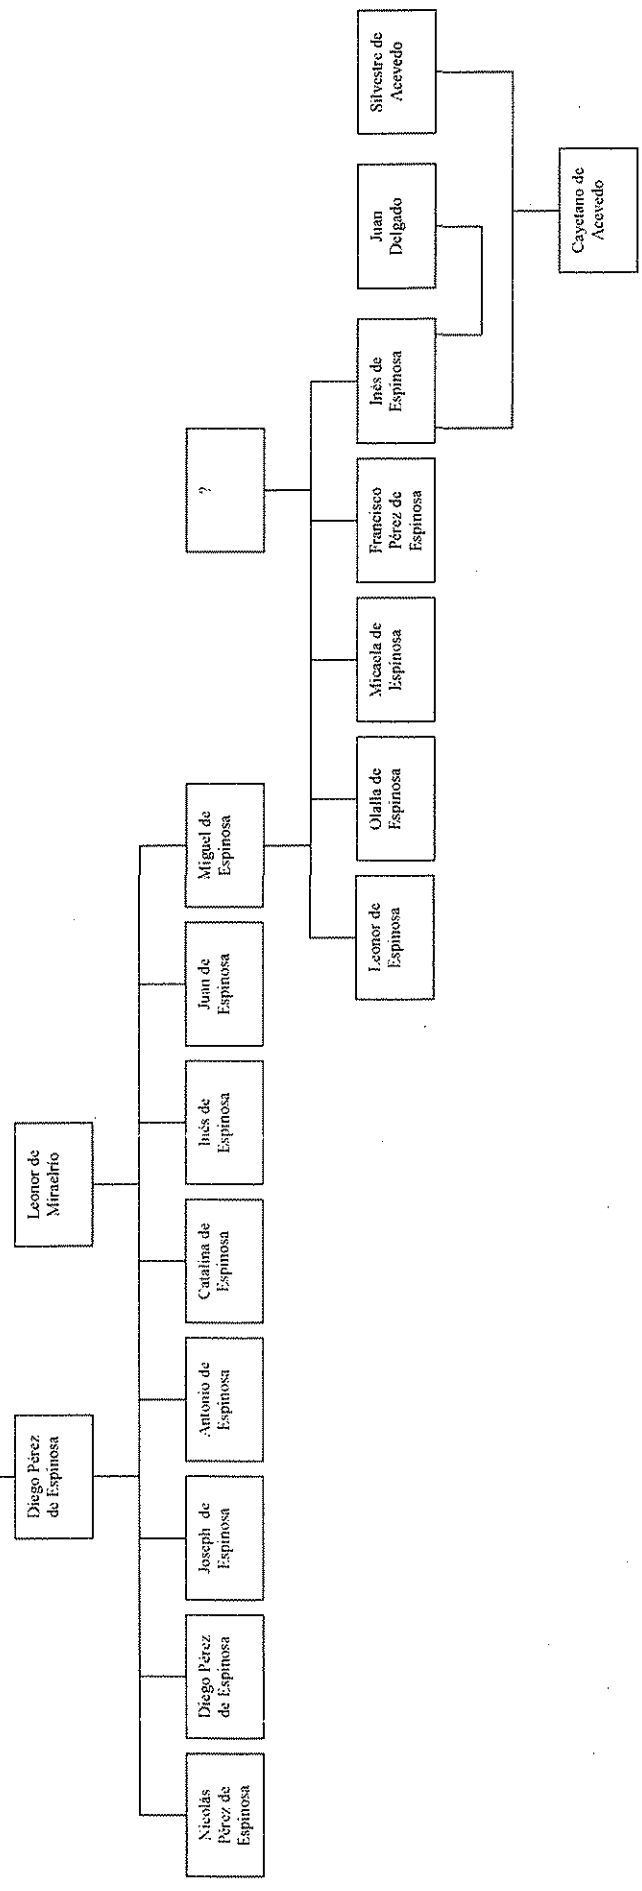 Diego Pérez
de Espinosa
Leonor de
Miraelrío
Nicolás
Pérez de
Espinosa
Diego Pérez
de Espinosa
Joseph de
Espinosa
Antonio de
Espinosa
Catalina de
Espinosa
Inés de
Espinosa
Juan de
Espinosa
Miguel de
Espinosa
?
Leonor de
Espinosa
Olalla de
Espinosa
Micaela de
Espinosa
Francisco
Pérez de
Espinosa
Inés de
Espinosa
Juan
Delgado
Silvestre de
Acevedo
Cayetano de
Acevedo